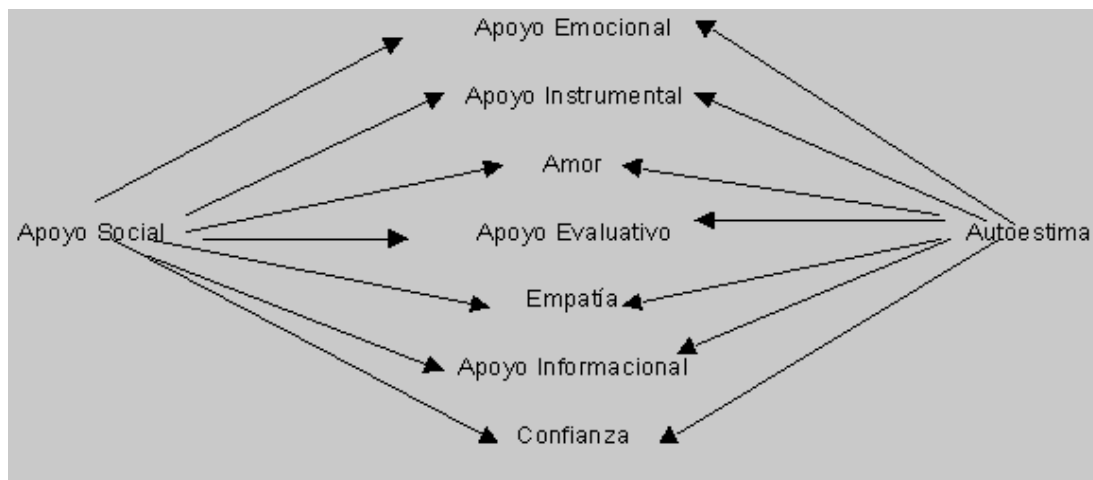 Apoyo Emocional
Apoyo Instrumental
Amor
Apoyo Social
Apoyo Evaluativo
Autoestima
Empatía
Apoyo Informacional
Confianza